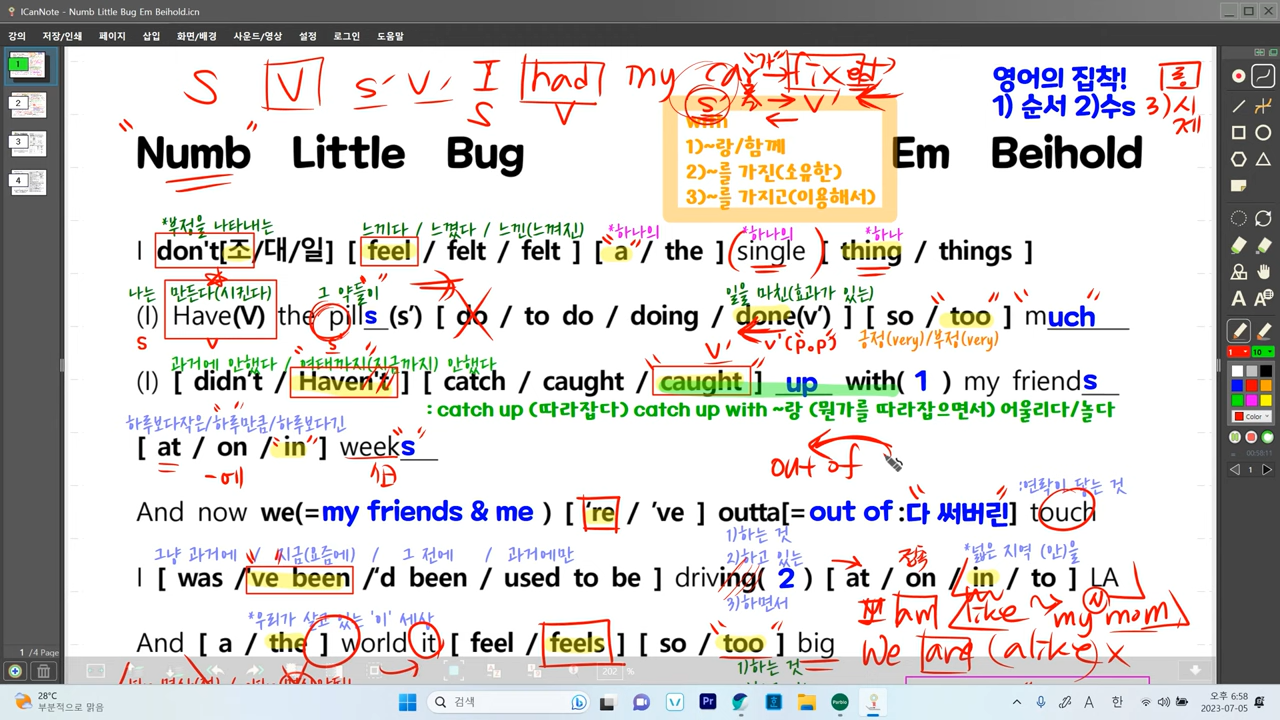 ICanNote - Numb Little Bug Em Beihold.icn
강의 저장/인쇄 페이지 삽입 화면/배경 사운드/영상 설정 로그인 도움말
S V s' V' I had my car fixed
S V s' V'
영어의 집착!
1) 순서 2)수s 3)시제
with
1)~랑/함께
2)~를 가진(소유한)
3)~를 가지고(이용해서)
"Numb" Little Bug Em Beihold
*부정을 나타내는 느끼다 / 느꼈다 / 느낀(느껴진) *하나의 *하나의 *하나
I don't[조/대/일] [ feel / felt / felt ] [ a / the ] (single) [ thing / things ]
나는 만든다(시킨다) 그 약들이 일을 마친(효과가 있는)
(I) Have(V) the pills (s') [ do / to do / doing / done(v') ] [ so / too ] much
S V s v'(p.p) 긍정(very)/부정(very)
과거에 안했다 / 여태까지(지금까지) 안했다 V'
(I) [ didn't / Haven't ] [ catch / caught / caught ] up with( 1 ) my friends
: catch up (따라잡다) catch up with ~랑 (뭔가를 따라잡으면서) 어울리다/놀다
하루보다작은/하루만큼/하루보다긴
[ at / on / in ] weeks
-에 out of
:연락이 닿는 것
And now we(=my friends & me ) [ 're / 've ] outta[=out of :다 써버린] touch
그냥 과거에 / 지금(요즘에) / 그 전에 / 과거에만 1)하는 것 2)하고 있는 3)하면서 접촉 *넓은 지역 (안)을
I [ was / 've been / 'd been / used to be ] driving( 2 ) [ at / on / in / to ] LA
I am like my mom N
*우리가 살고 있는 '이' 세상
And [ a / the ] world it [ feel / feels ] [ so / too ] big
We are (alike) x
1)하는 것
1 / 4 Page
202 %
28°C
부분적으로 맑음
검색
오후 6:58
2023-07-05